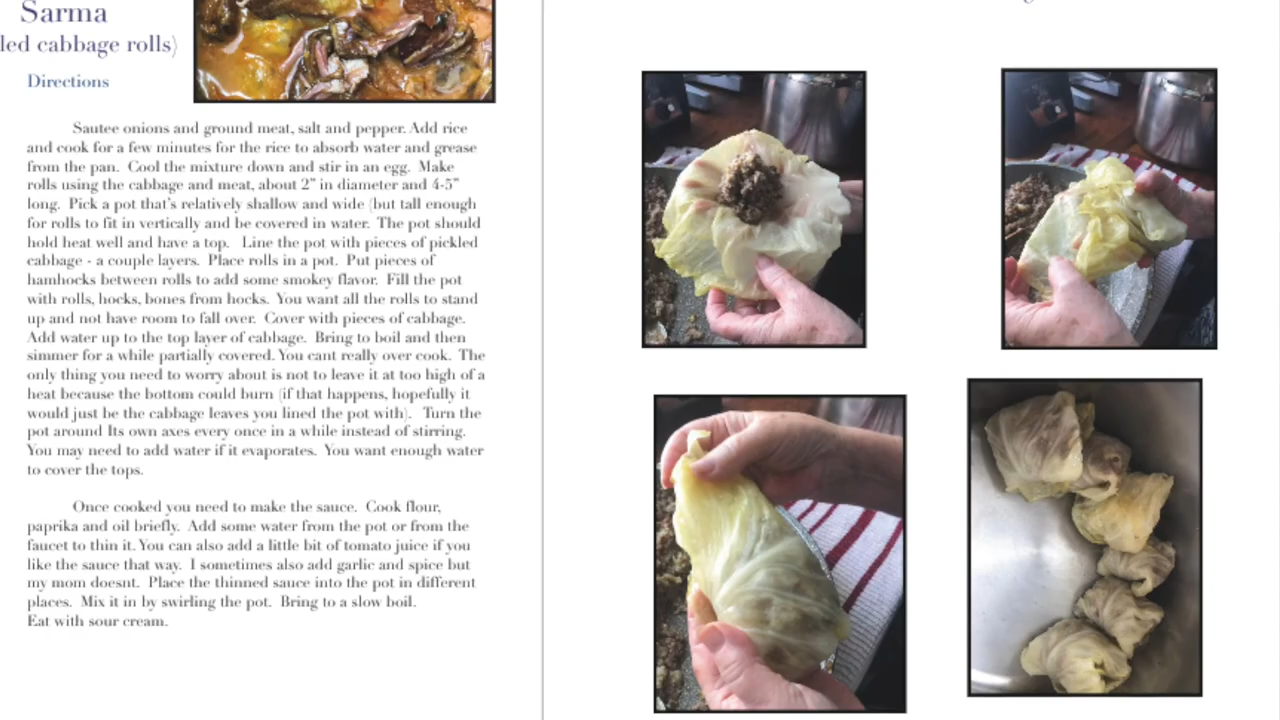 Sarma
led cabbage rolls)
Directions
Sautee onions and ground meat, salt and pepper. Add rice
and cook for a few minutes for the rice to absorb water and grease
from the pan. Cool the mixture down and stir in an egg. Make
rolls using the cabbage and meat, about 2" in diameter and 4-5"
long. Pick a pot that's relatively shallow and wide (but tall enough
for rolls to fit in vertically and be covered in water. The pot should
hold heat well and have a top. Line the pot with pieces of pickled
cabbage - a couple layers. Place rolls in a pot. Put pieces of
hamhocks between rolls to add some smokey flavor. Fill the pot
with rolls, hocks, bones from hocks. You want all the rolls to stand
up and not have room to fall over. Cover with pieces of cabbage.
Add water up to the top layer of cabbage. Bring to boil and then
simmer for a while partially covered. You cant really over cook. The
only thing you need to worry about is not to leave it at too high of a
heat because the bottom could burn (if that happens, hopefully it
would just be the cabbage leaves you lined the pot with). Turn the
pot around Its own axes every once in a while instead of stirring.
You may need to add water if it evaporates. You want enough water
to cover the tops.
Once cooked you need to make the sauce. Cook flour,
paprika and oil briefly. Add some water from the pot or from the
faucet to thin it. You can also add a little bit of tomato juice if you
like the sauce that way. I sometimes also add garlic and spice but
my mom doesnt. Place the thinned sauce into the pot in different
places. Mix it in by swirling the pot. Bring to a slow boil.
Eat with sour cream.